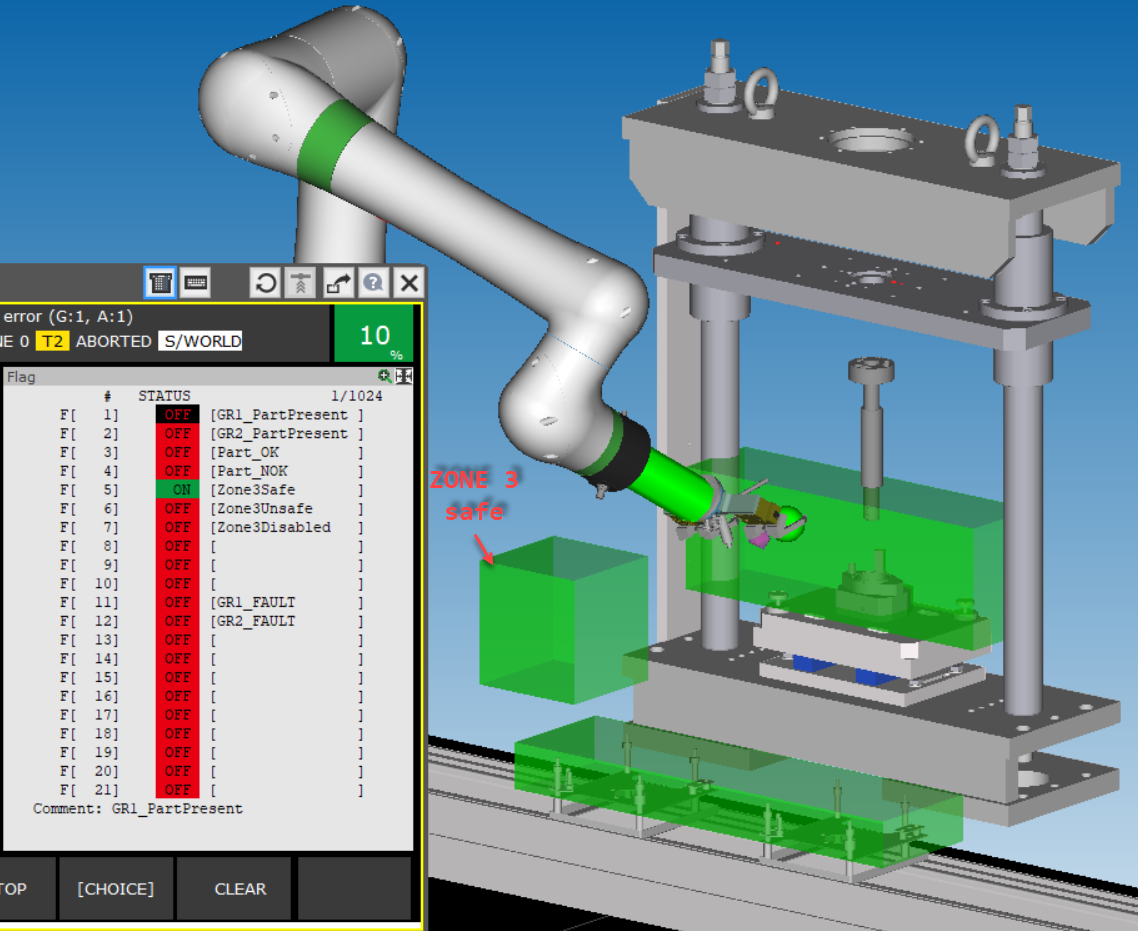 error (G:1, A:1)
NE 0 T2 ABORTED S/WORLD
10
%
Flag
# STATUS 1/1024
F[ 1] OFF [GR1_PartPresent ]
F[ 2] OFF [GR2_PartPresent ]
F[ 3] OFF [Part_OK ]
F[ 4] OFF [Part_NOK ]
F[ 5] ON [Zone3Safe ]
F[ 6] OFF [Zone3Unsafe ]
F[ 7] OFF [Zone3Disabled ]
F[ 8] OFF [ ]
F[ 9] OFF [ ]
F[ 10] OFF [ ]
F[ 11] OFF [GR1_FAULT ]
F[ 12] OFF [GR2_FAULT ]
F[ 13] OFF [ ]
F[ 14] OFF [ ]
F[ 15] OFF [ ]
F[ 16] OFF [ ]
F[ 17] OFF [ ]
F[ 18] OFF [ ]
F[ 19] OFF [ ]
F[ 20] OFF [ ]
F[ 21] OFF [ ]
Comment: GR1_PartPresent
TOP [CHOICE] CLEAR
ZONE 3
safe